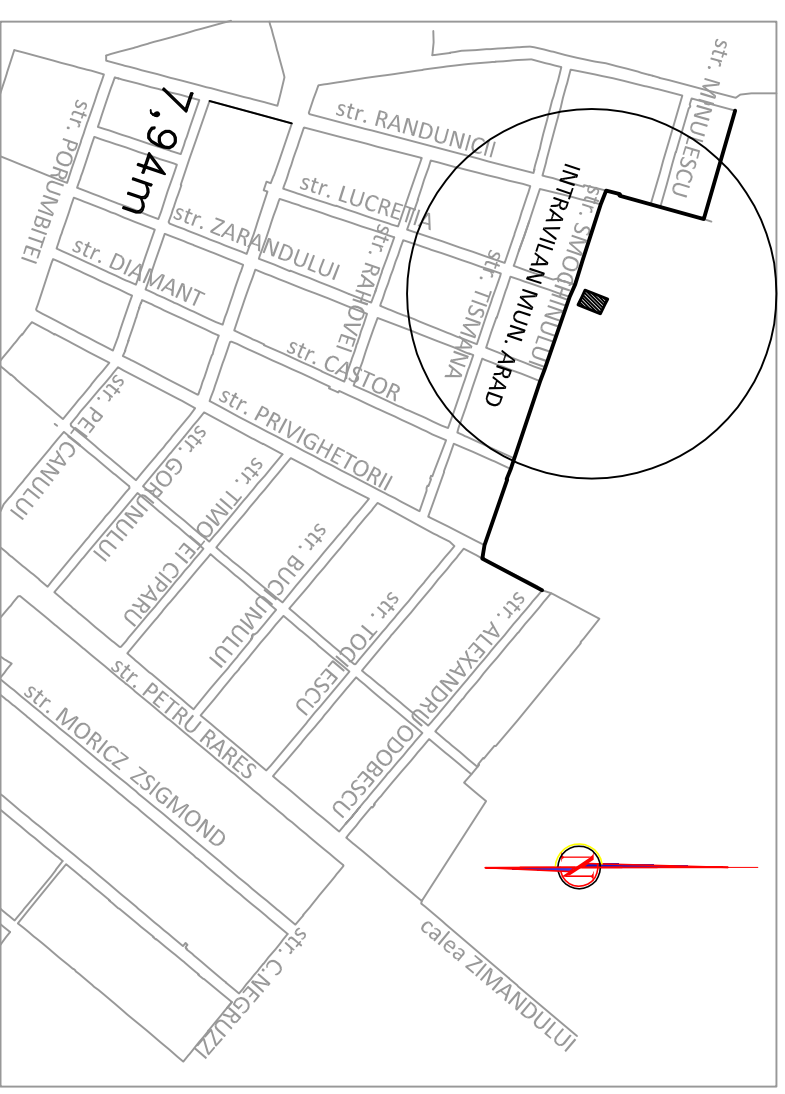 str. MINULESCU
str. RANDUNICII
7,94m
str. PORUMBITEI
str. LUCRETIA
INTRAVILAN MUN. ARAD
str. SMOCHINULUI
str. ZARANDULUI
str. RAHOVEI
str. TISMANA
str. DIAMANT
str. CASTOR
str. PRIVIGHETORII
str. PELICANULUI
str. GORUNULUI
str. TIMOTEI CIPARU
str. BUCIUMULUI
str. TOCILESCU
str. ALEXANDRU ODOBESCU
str. PETRU RARES
str. MORICZ ZSIGMOND
N
str. C.NEGRUZZI
calea ZIMANDULUI